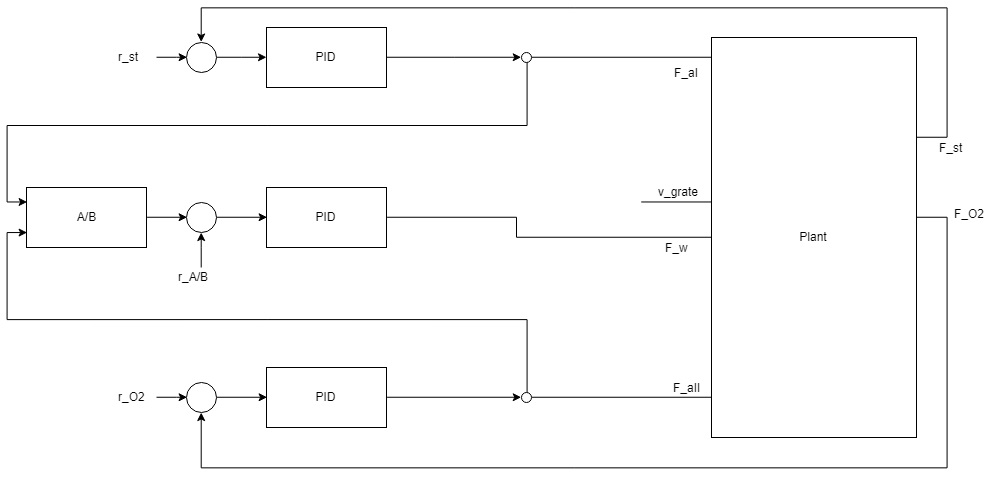 r_st
PID
F_al
F_st
v_grate
F_O2
A/B
PID
Plant
F_w
r_A/B
F_all
r_O2
PID